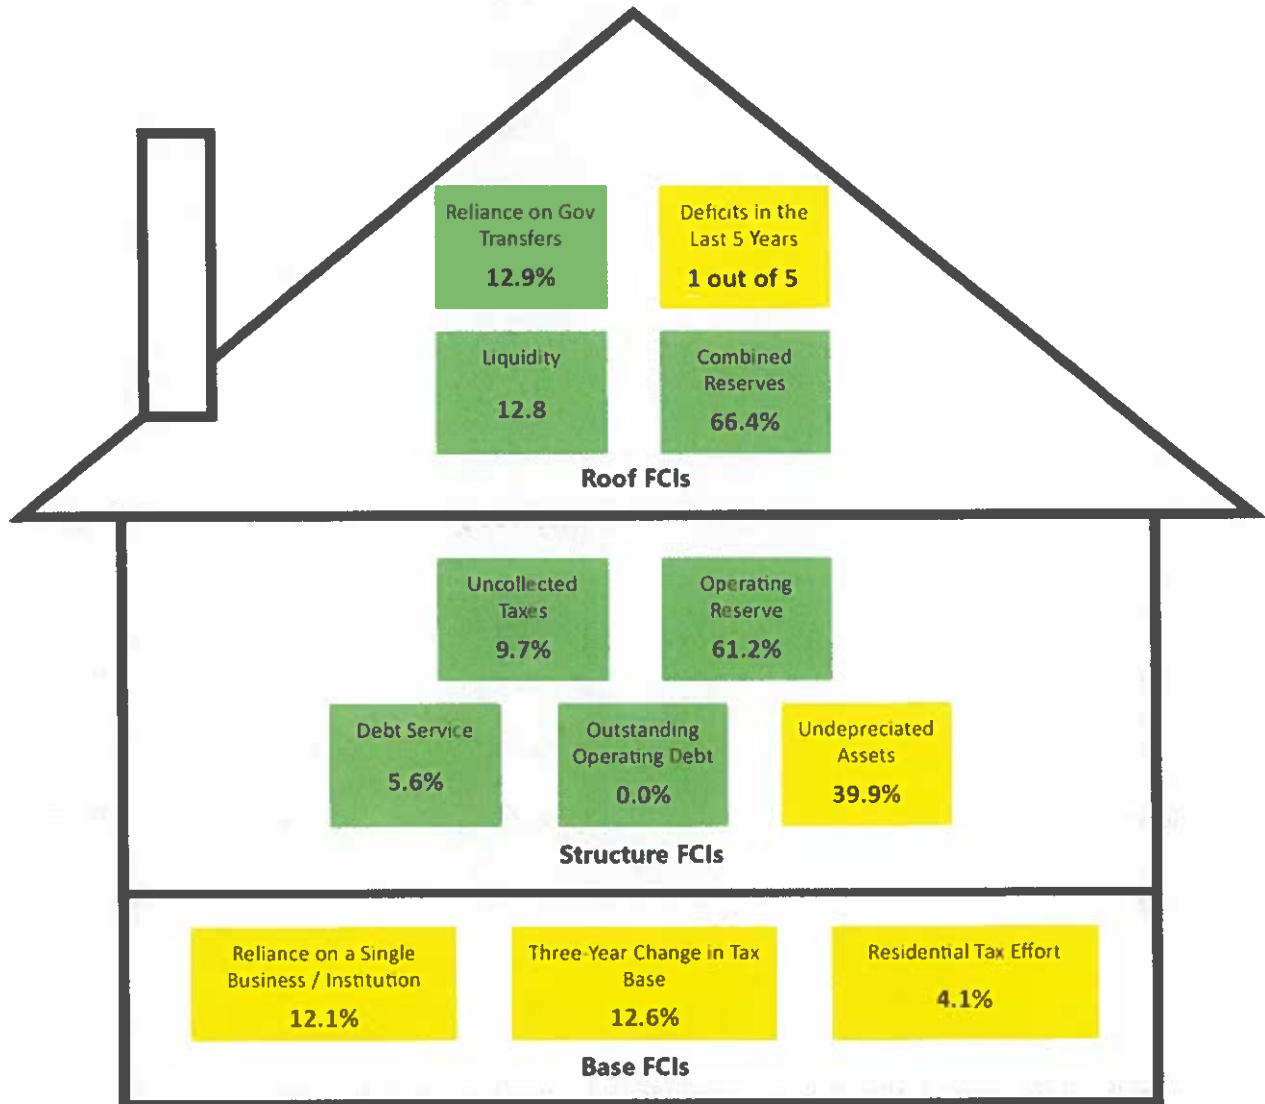 Reliance on Gov
Transfers
12.9%
Deficits in the
Last 5 Years
1 out of 5
Liquidity
12.8
Combined
Reserves
66.4%
Roof FCIs
Uncollected
Taxes
9.7%
Operating
Reserve
61.2%
Debt Service
5.6%
Outstanding
Operating Debt
0.0%
Undepreciated
Assets
39.9%
Structure FCIs
Reliance on a Single
Business / Institution
12.1%
Three-Year Change in Tax
Base
12.6%
Residential Tax Effort
4.1%
Base FCIs